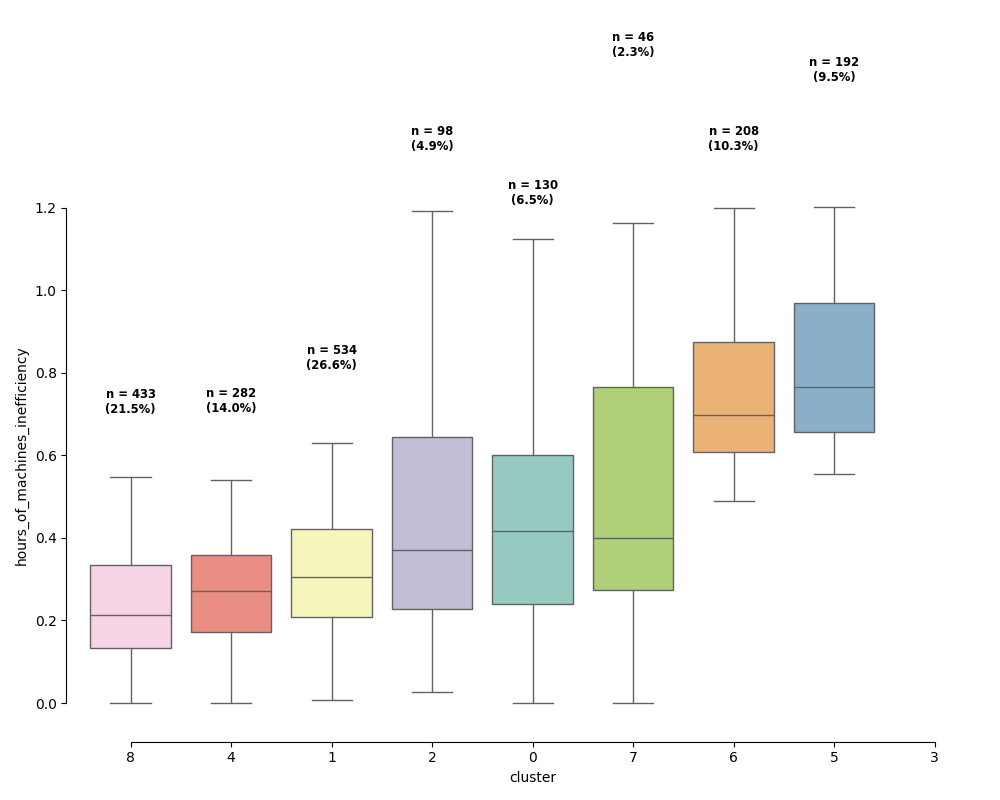 n = 46
(2.3%)
n = 192
(9.5%)
n = 98
(4.9%)
n = 208
(10.3%)
n = 130
(6.5%)
n = 534
(26.6%)
n = 433
(21.5%)
n = 282
(14.0%)
hours_of_machines_inefficiency
1.2
1.0
0.8
0.6
0.4
0.2
0.0
8 4 1 2 0 7 6 5 3
cluster